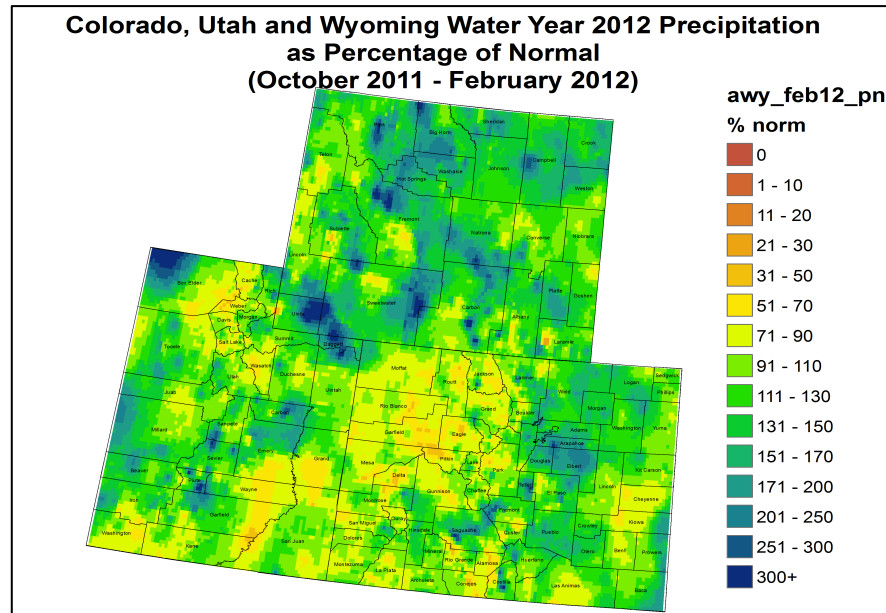 Colorado, Utah and Wyoming Water Year 2012 Precipitation
as Percentage of Normal
(October 2011 - February 2012)
awy_feb12_pn
% norm
0
1 - 10
11 - 20
21 - 30
31 - 50
51 - 70
71 - 90
91 - 110
111 - 130
131 - 150
151 - 170
171 - 200
201 - 250
251 - 300
300+
Park
Big Horn
Sheridan
Crook
Teton
Campbell
Johnson
Washakie
Hot Springs
Weston
Fremont
Sublette
Natrona
Converse
Niobrara
Lincoln
Platte
Goshen
Sweetwater
Carbon
Albany
Uinta
Laramie
Box Elder
Cache
Rich
Weber
Morgan
Davis
Salt Lake
Summit
Daggett
Tooele
Wasatch
Duchesne
Utah
Uintah
Juab
Carbon
Sanpete
Millard
Emery
Grand
Sevier
Beaver
Piute
Wayne
Iron
Garfield
Washington
Kane
San Juan
Moffat
Routt
Jackson
Larimer
Weld
Logan
Sedgwick
Phillips
Morgan
Grand
Boulder
Rio Blanco
Washington
Yuma
Adams
Arapahoe
Garfield
Eagle
Douglas
Elbert
Pitkin
Lake
Park
Mesa
Kit Carson
Delta
Gunnison
Chaffee
Teller
El Paso
Lincoln
Cheyenne
Montrose
Fremont
Kiowa
Ouray
San Miguel
Hinsdale
Saguache
Custer
Pueblo
Crowley
Dolores
Otero
Bent
Prowers
Mineral
Rio Grande
Alamosa
Huerfano
Montezuma
La Plata
Archuleta
Conejos
Costilla
Las Animas
Baca